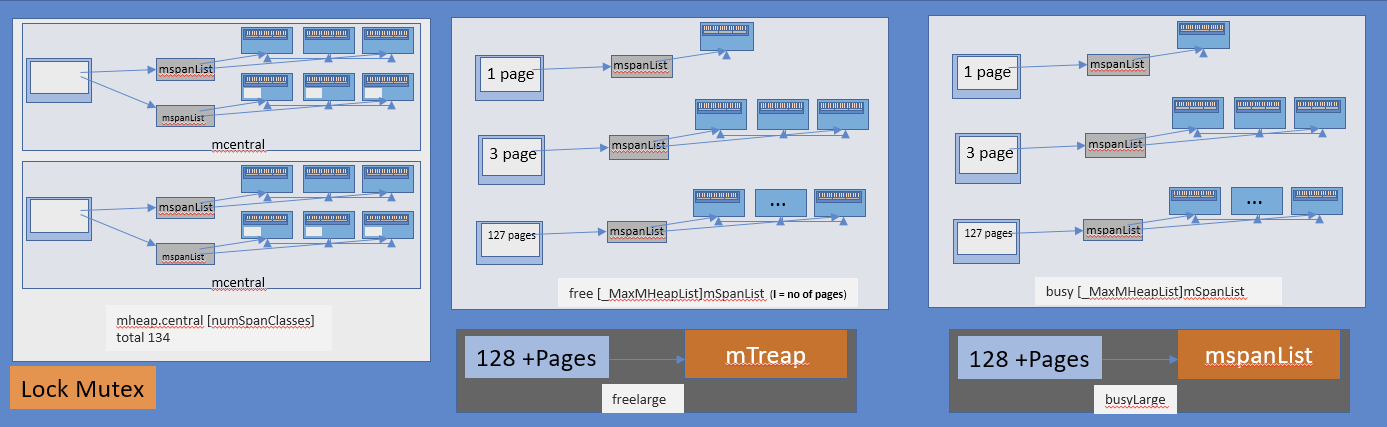 mspanList
mspanList
mcentral
mspanList
mspanList
mcentral
mheap.central [numSpanClasses]
total 134
Lock Mutex
1 page
mspanList
3 page
mspanList
127 pages
mspanList
...
free [_MaxMHeapList]mSpanList (I = no of pages)
128 +Pages
mTreap
freelarge
1 page
mspanList
3 page
mspanList
127 pages
mspanList
...
busy [_MaxMHeapList]mSpanList
128 +Pages
mspanList
busyLarge